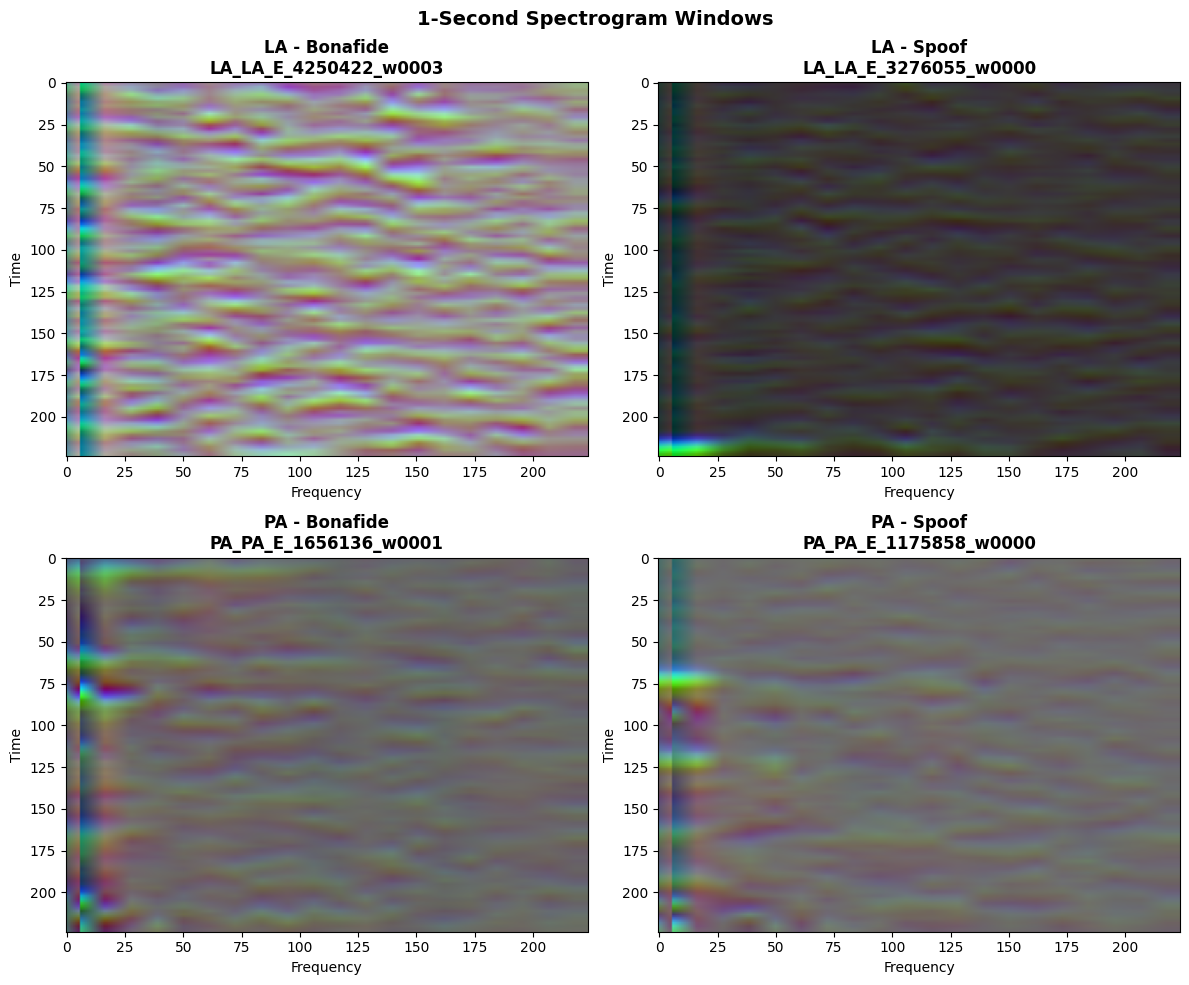 1-Second Spectrogram Windows
LA - Bonafide
LA_LA_E_4250422_w0003
LA - Spoof
LA_LA_E_3276055_w0000
0
25
50
75
100
125
150
175
200
Time
0 25 50 75 100 125 150 175 200
Frequency
0
25
50
75
100
125
150
175
200
Time
0 25 50 75 100 125 150 175 200
Frequency
PA - Bonafide
PA_PA_E_1656136_w0001
PA - Spoof
PA_PA_E_1175858_w0000
0
25
50
75
100
125
150
175
200
Time
0 25 50 75 100 125 150 175 200
Frequency
0
25
50
75
100
125
150
175
200
Time
0 25 50 75 100 125 150 175 200
Frequency